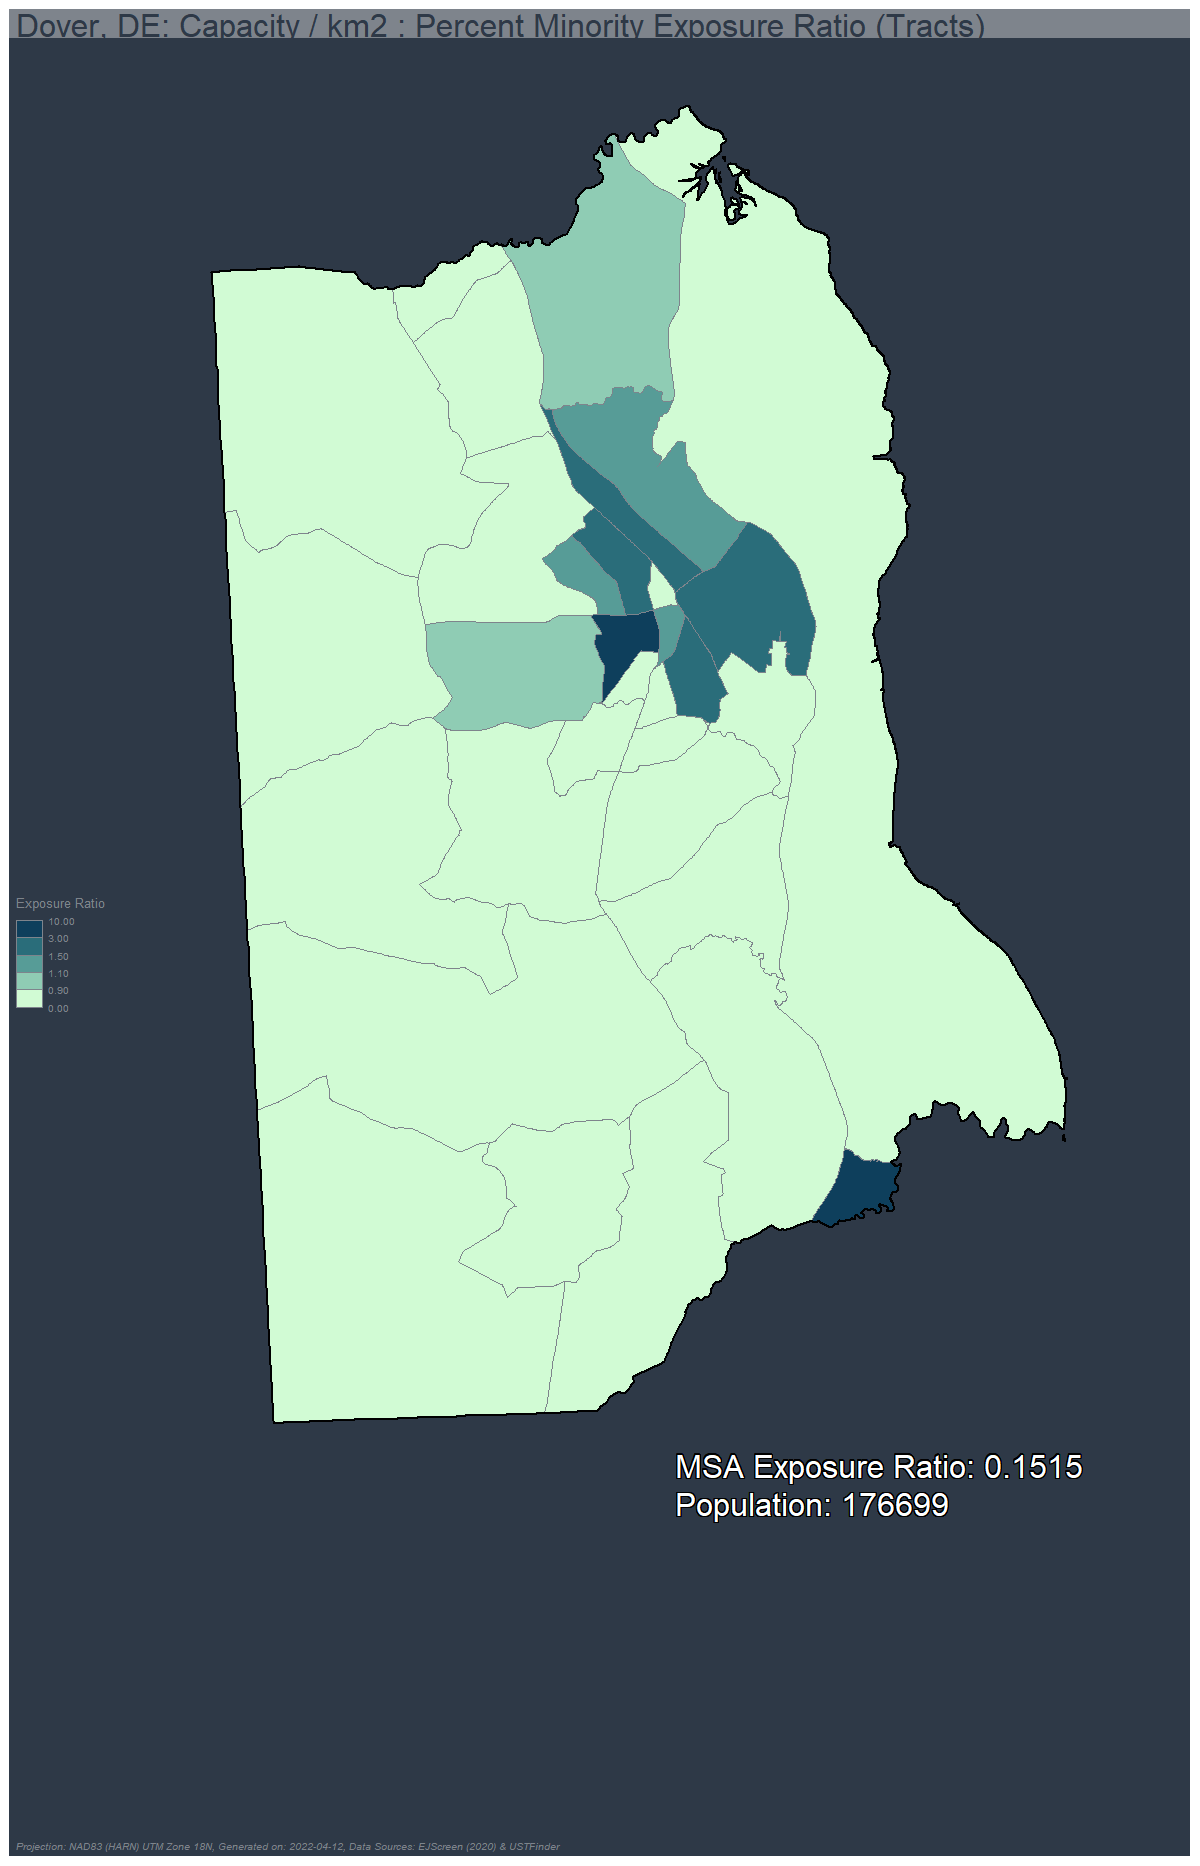 Dover, DE: Capacity / km2 : Percent Minority Exposure Ratio (Tracts)
Exposure Ratio
10.00
3.00
1.50
1.10
0.90
0.00
MSA Exposure Ratio: 0.1515
Population: 176699
Projection: NAD83 (HARN) UTM Zone 18N, Generated on: 2022-04-12, Data Sources: EJScreen (2020) & USTFinder